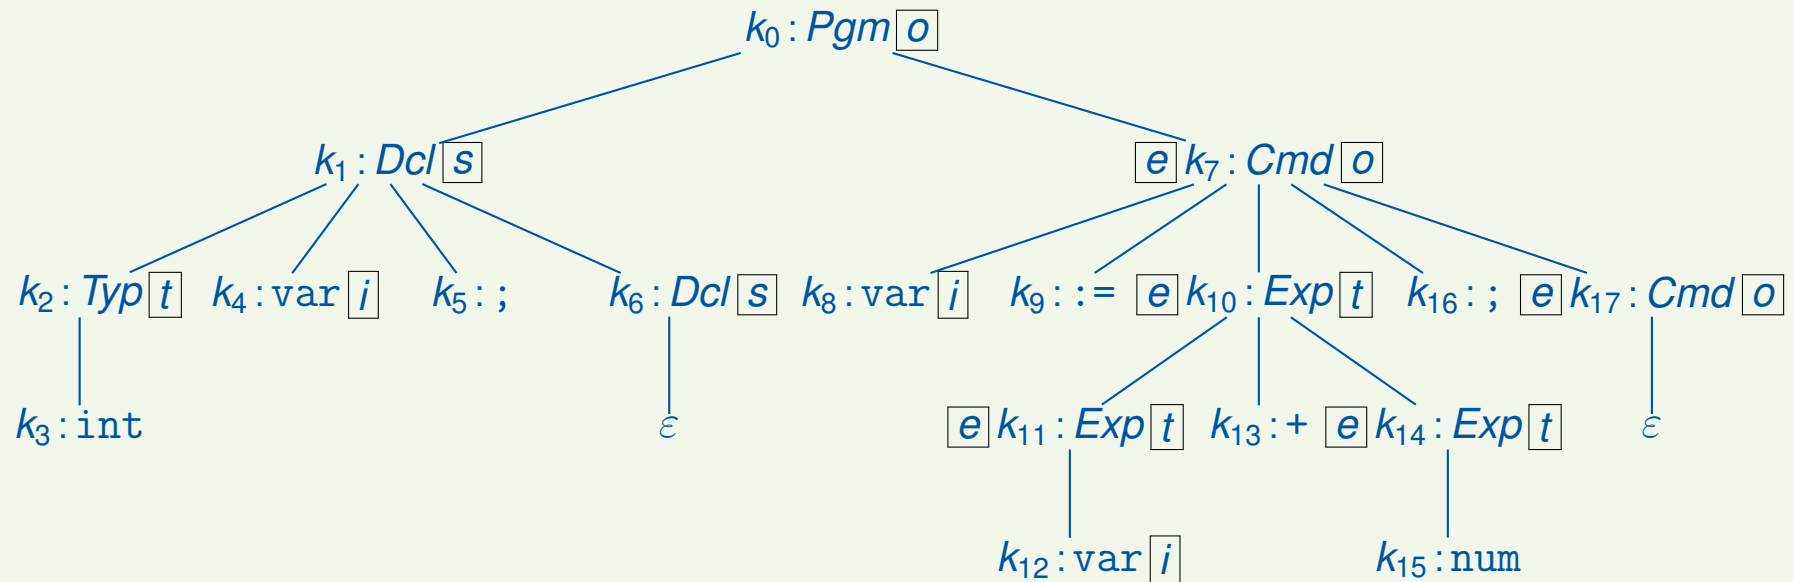 k₀ : Pgm o
k₁ : Dcl s e k₇ : Cmd o
k₂ : Typ t k₄ : var i k₅ : ; k₆ : Dcl s k₈ : var i k₉ : := e k₁₀ : Exp t k₁₆ : ; e k₁₇ : Cmd o
k₃ : int ε e k₁₁ : Exp t k₁₃ : + e k₁₄ : Exp t ε
k₁₂ : var i k₁₅ : num